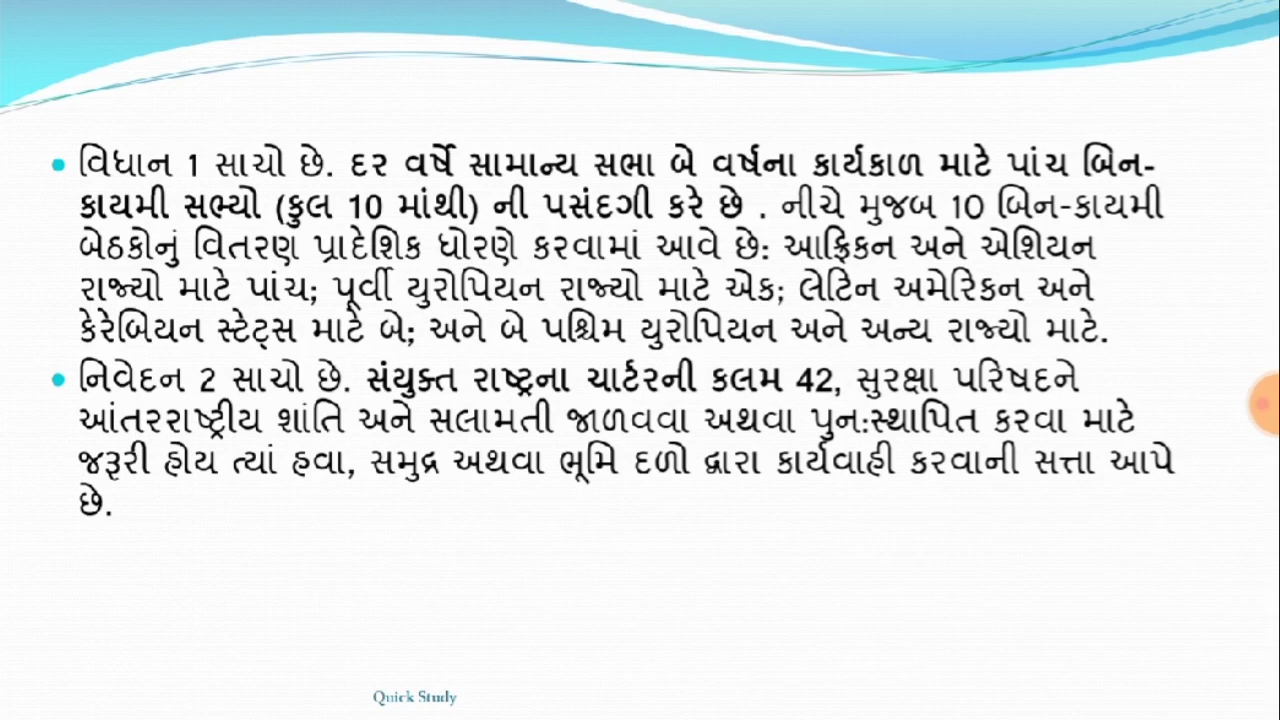 • વિધાન 1 સાચો છે. દર વર્ષે સામાન્ય સભા બે વર્ષના કાર્યકાળ માટે પાંચ બિન-
કાયમી સભ્યો (કુલ 10 માંથી) ની પસંદગી કરે છે . નીચે મુજબ 10 બિન-કાયમી
બેઠકોનું વિતરણ પ્રાદેશિક ધોરણે કરવામાં આવે છે: આફ્રિકન અને એશિયન
રાજ્યો માટે પાંચ; પૂર્વી યુરોપિયન રાજ્યો માટે એક; લેટિન અમેરિકન અને
કેરેબિયન સ્ટેટ્સ માટે બે; અને બે પશ્ચિમ યુરોપિયન અને અન્ય રાજ્યો માટે.
• નિવેદન 2 સાચો છે. સંયુક્ત રાષ્ટ્રના ચાર્ટરની કલમ 42, સુરક્ષા પરિષદને
આંતરરાષ્ટ્રીય શાંતિ અને સલામતી જાળવવા અથવા પુન:સ્થાપિત કરવા માટે
જરૂરી હોય ત્યાં હવા, સમુદ્ર અથવા ભૂમિ દળો દ્વારા કાર્યવાહી કરવાની સત્તા આપે
છે.
Quick Study